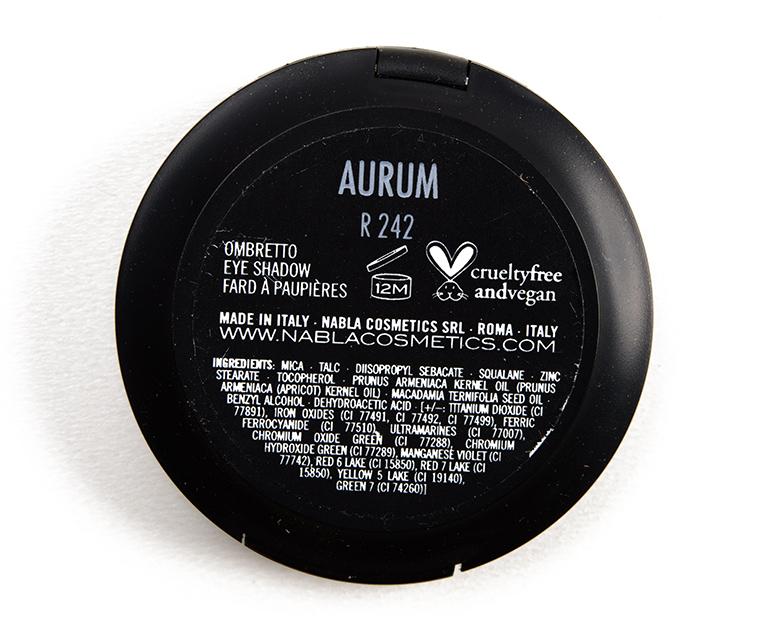 AURUM
R 242
OMBRETTO
EYE SHADOW
FARD À PAUPIÈRES
12M
crueltyfree
andvegan
MADE IN ITALY · NABLA COSMETICS SRL · ROMA · ITALY
WWW.NABLACOSMETICS.COM
INGREDIENTS: MICA · TALC · DIISOPROPYL SEBACATE · SQUALANE · ZINC
STEARATE · TOCOPHEROL · PRUNUS ARMENIACA KERNEL OIL (PRUNUS
ARMENIACA (APRICOT) KERNEL OIL) · MACADAMIA TERNIFOLIA SEED OIL
BENZYL ALCOHOL · DEHYDROACETIC ACID · [+/–: TITANIUM DIOXIDE (CI
77891), IRON OXIDES (CI 77491, CI 77492, CI 77499), FERRIC
FERROCYANIDE (CI 77510), ULTRAMARINES (CI 77007),
CHROMIUM OXIDE GREEN (CI 77288), CHROMIUM
HYDROXIDE GREEN (CI 77289), MANGANESE VIOLET (CI
77742), RED 6 LAKE (CI 15850), RED 7 LAKE (CI
15850), YELLOW 5 LAKE (CI 19140),
GREEN 7 (CI 74260)]